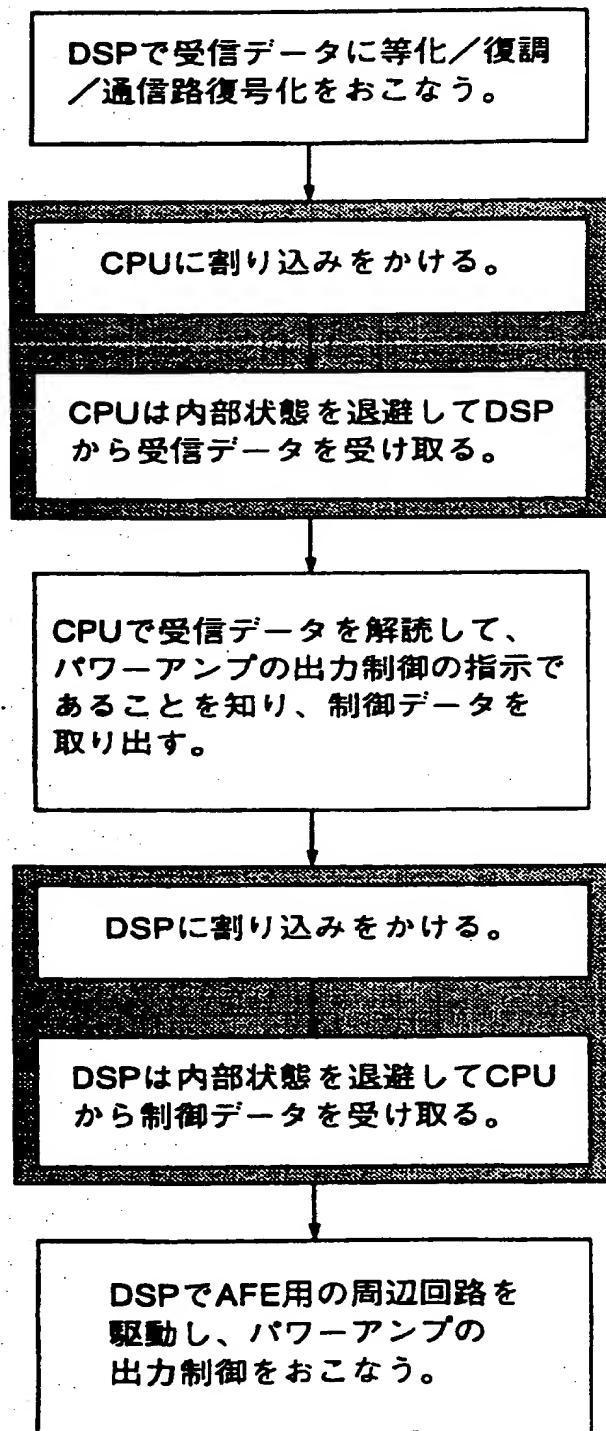 DSPで受信データに等化／復調
／通信路復号化をおこなう。
CPUに割り込みをかける。
CPUは内部状態を退避してDSP
から受信データを受け取る。
CPUで受信データを解読して、
パワーアンプの出力制御の指示で
あることを知り、制御データを
取り出す。
DSPに割り込みをかける。
DSPは内部状態を退避してCPU
から制御データを受け取る。
DSPでAFE用の周辺回路を
駆動し、パワーアンプの
出力制御をおこなう。